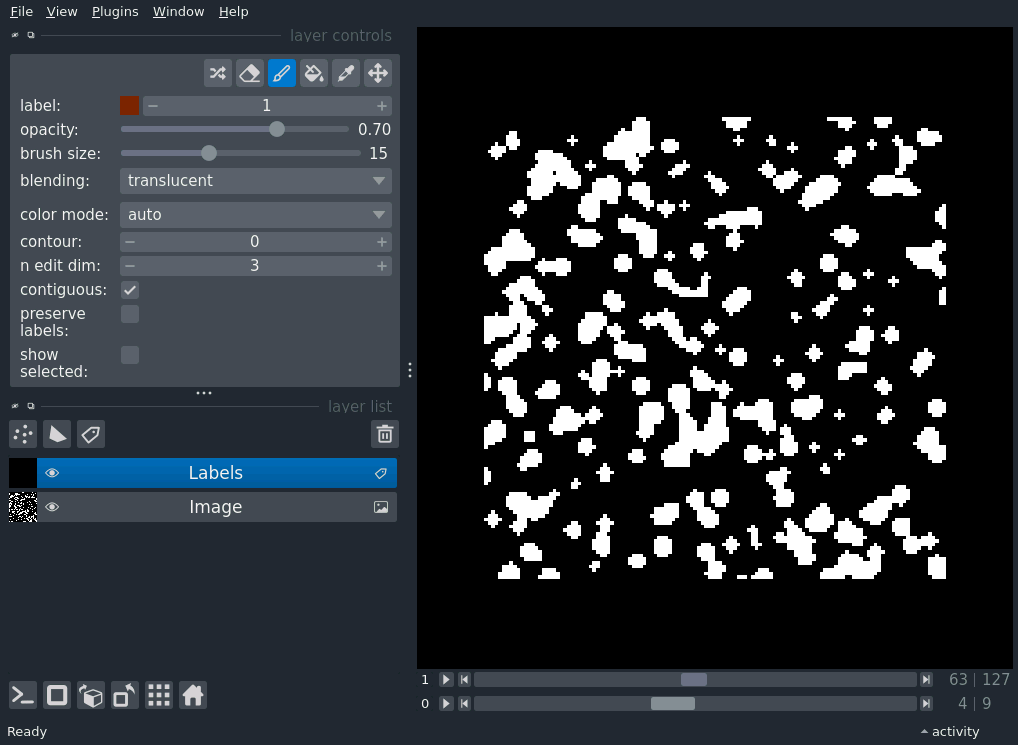 File View Plugins Window Help
layer controls
label: 1
opacity: 0.70
brush size: 15
blending: translucent
color mode: auto
contour: 0
n edit dim: 3
contiguous:
preserve
labels:
show
selected:
layer list
Labels
Image
1 63 | 127
0 4 | 9
Ready activity